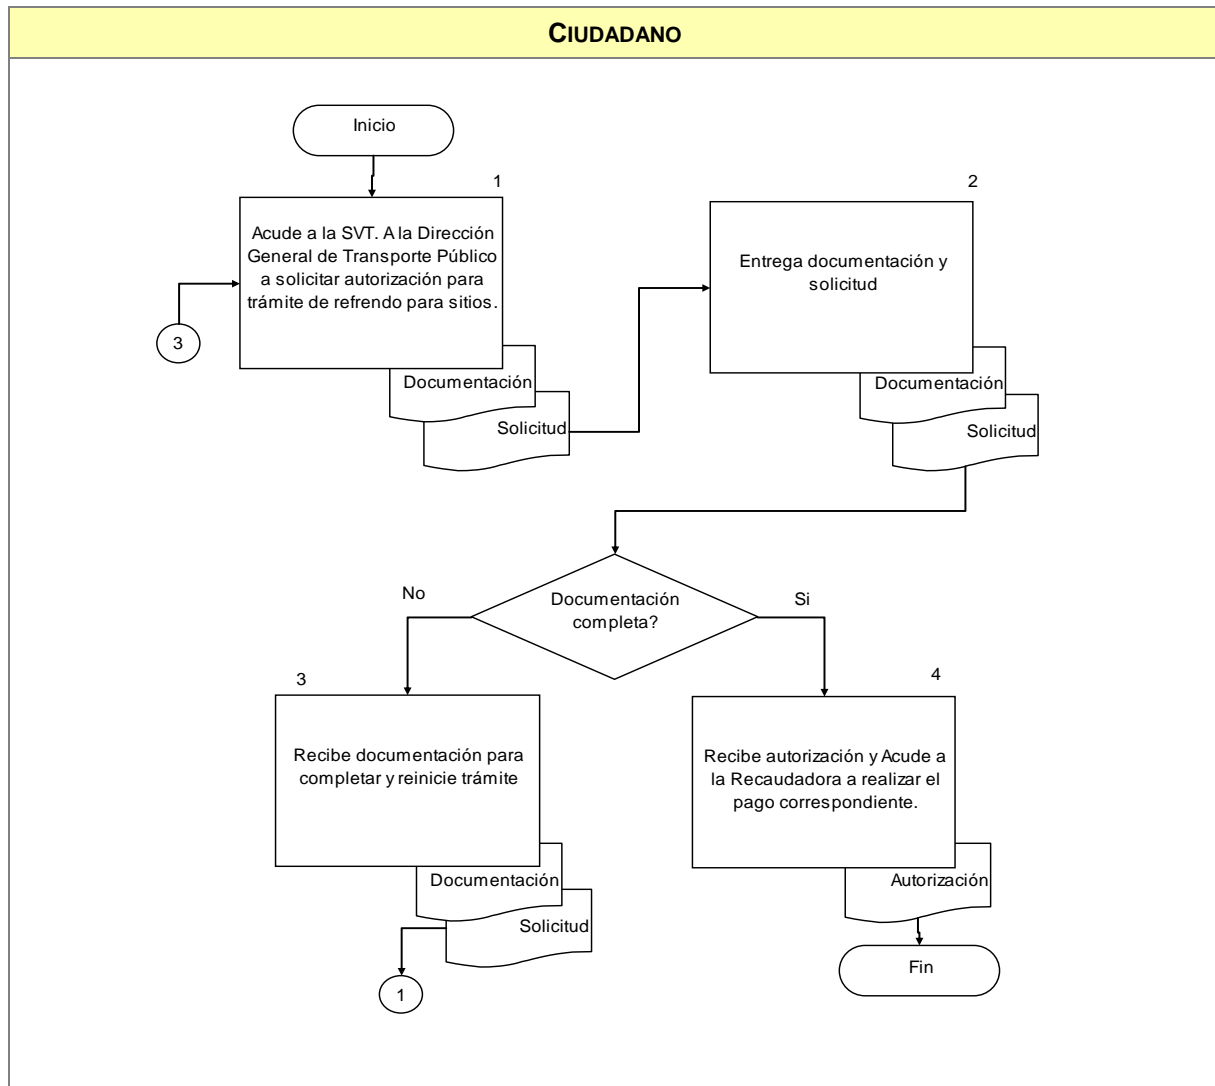 CIUDADANO
Inicio
1
Acude a la SVT. A la Dirección
General de Transporte Público
a solicitar autorización para
trámite de refrendo para sitios.
3
Documentación
Solicitud
2
Entrega documentación y
solicitud
Documentación
Solicitud
Documentación
completa?
No
Si
3
Recibe documentación para
completar y reinicie trámite
Documentación
Solicitud
1
4
Recibe autorización y Acude a
la Recaudadora a realizar el
pago correspondiente.
Autorización
Fin